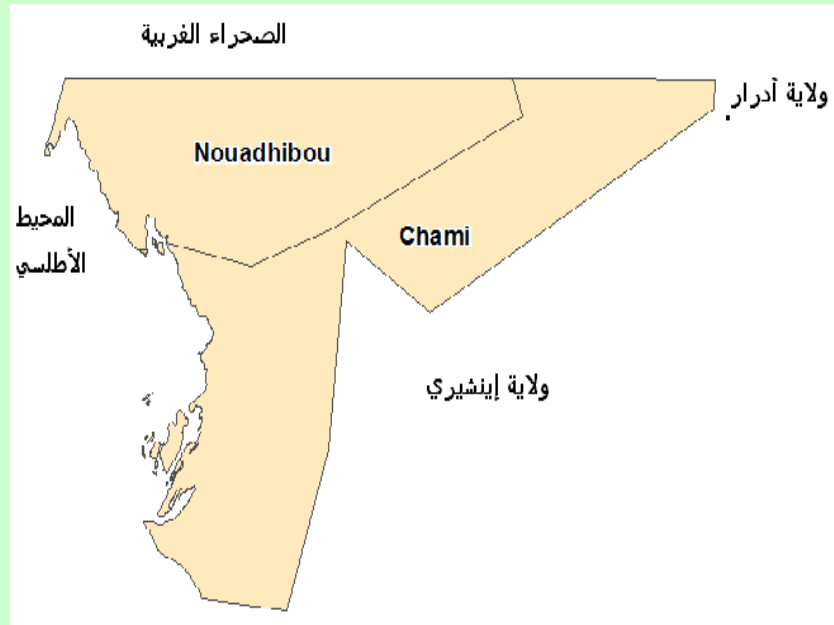 الصحراء الغربية
ولاية آدرار
Nouadhibou
المحيط
الأطلسي
Chami
ولاية إينشيري